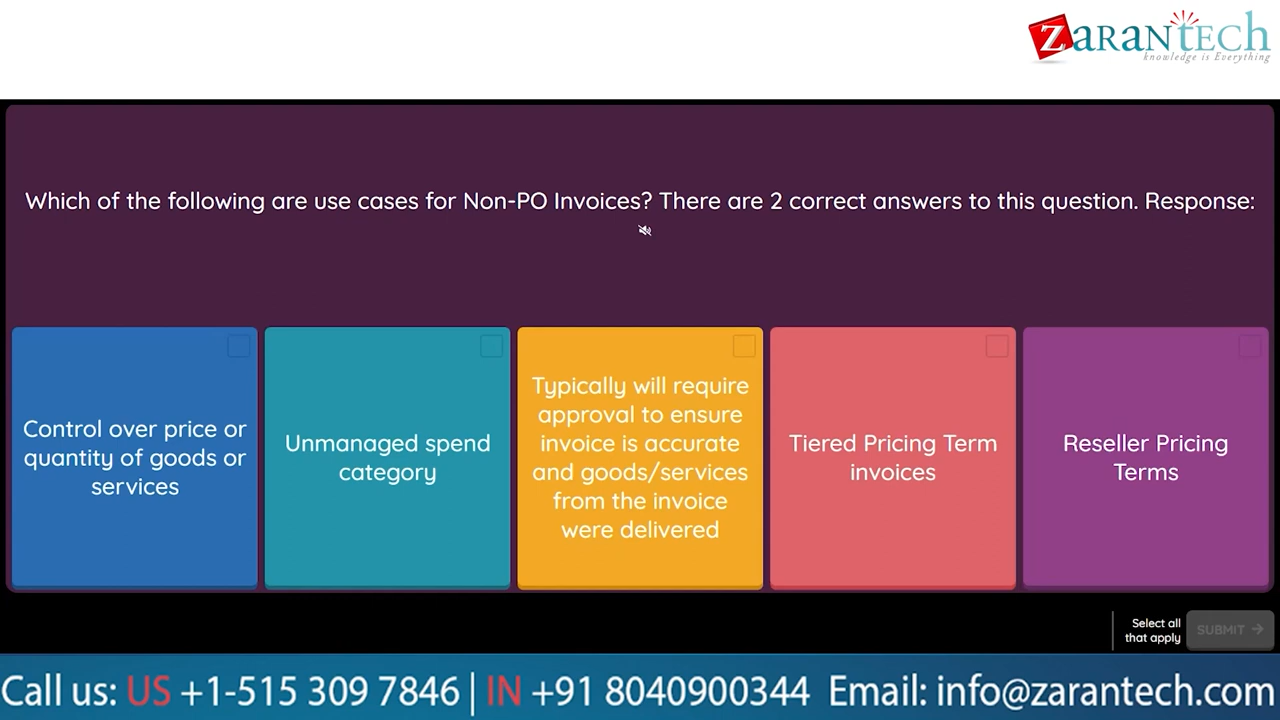 ZARANTECH
knowledge is Everything
Which of the following are use cases for Non-PO Invoices? There are 2 correct answers to this question. Response:
Control over price or
quantity of goods or
services
Unmanaged spend
category
Typically will require
approval to ensure
invoice is accurate
and goods/services
from the invoice
were delivered
Tiered Pricing Term
invoices
Reseller Pricing
Terms
Select all
that apply
SUBMIT
Call us: US +1-515 309 7846 | IN +91 8040900344 Email: info@zarantech.com